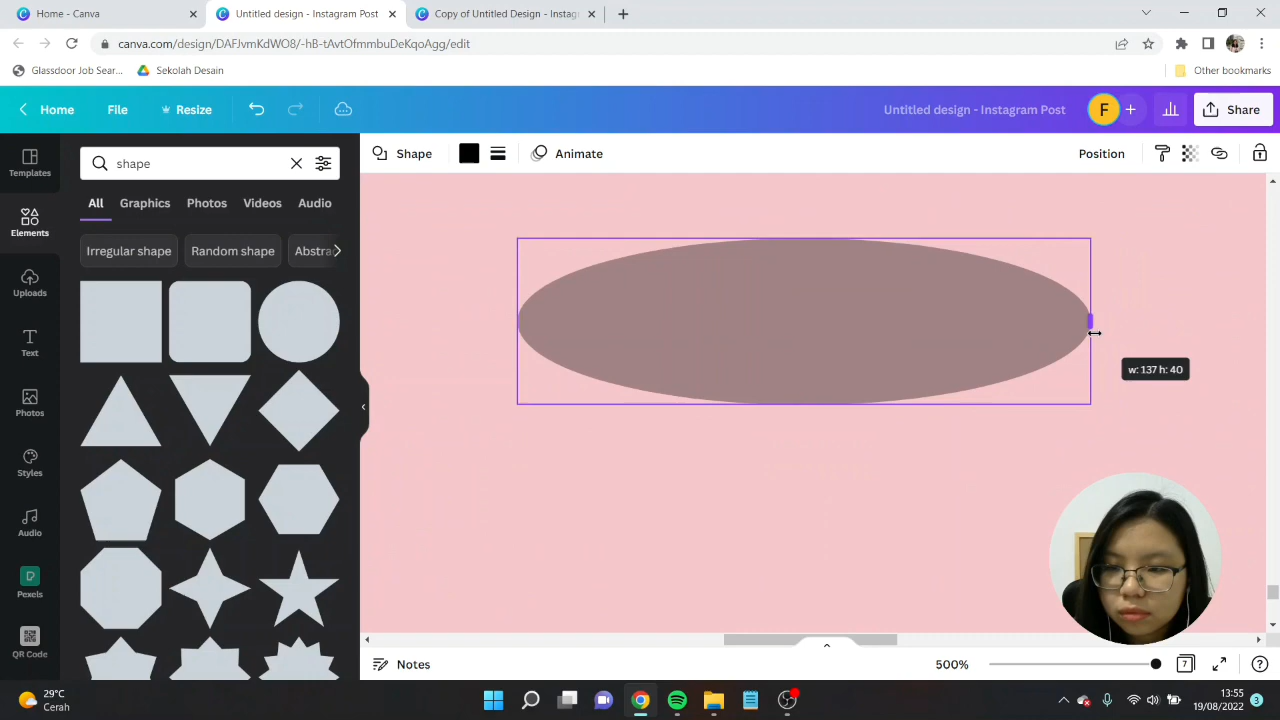 Home - Canva
Untitled design - Instagram Post
Copy of Untitled Design - Instag
canva.com/design/DAFJvmKdWO8/-hB-tAvtOfmmbuDeKqoAgg/edit
Glassdoor Job Sear...
Sekolah Desain
Other bookmarks
Home
File
Resize
Untitled design - Instagram Post
F
Share
Templates
Elements
Uploads
Text
Photos
Styles
Audio
Pexels
QR Code
shape
All
Graphics
Photos
Videos
Audio
Irregular shape
Random shape
Abstra
Shape
Animate
Position
w: 137 h: 40
Notes
500%
7
29°C
Cerah
13:55
19/08/2022
3